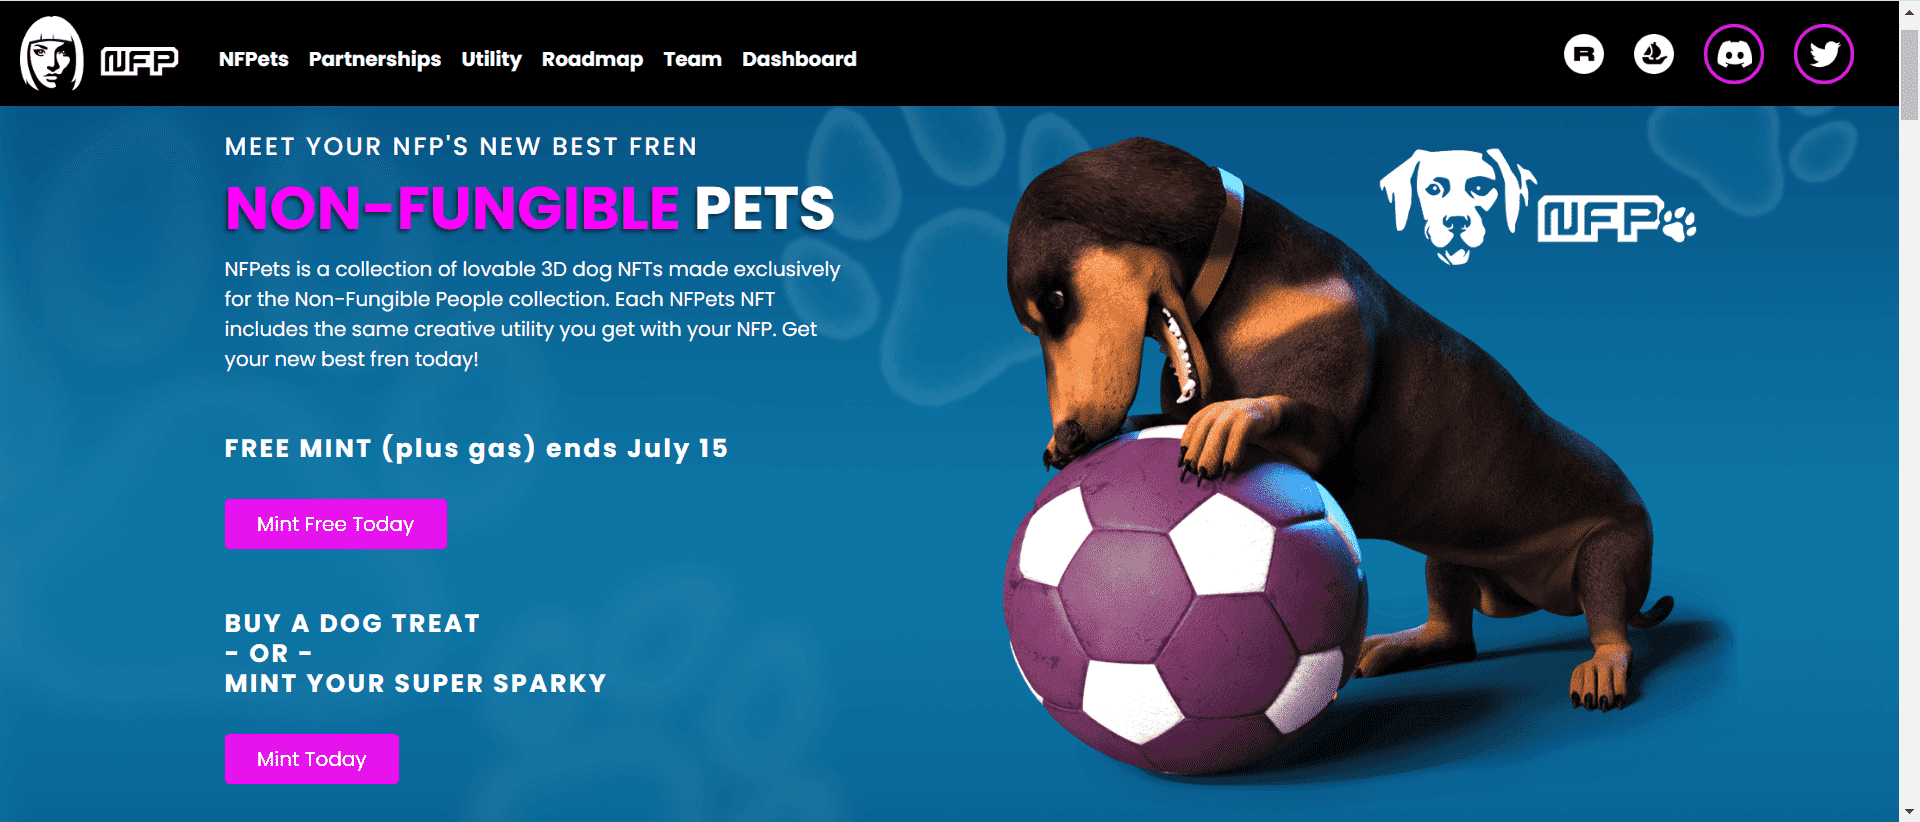 NFP
NFPets Partnerships Utility Roadmap Team Dashboard
R
MEET YOUR NFP'S NEW BEST FREN
NON-FUNGIBLE PETS
NFP
NFPets is a collection of lovable 3D dog NFTs made exclusively
for the Non-Fungible People collection. Each NFPets NFT
includes the same creative utility you get with your NFP. Get
your new best fren today!
FREE MINT (plus gas) ends July 15
Mint Free Today
BUY A DOG TREAT
- OR -
MINT YOUR SUPER SPARKY
Mint Today